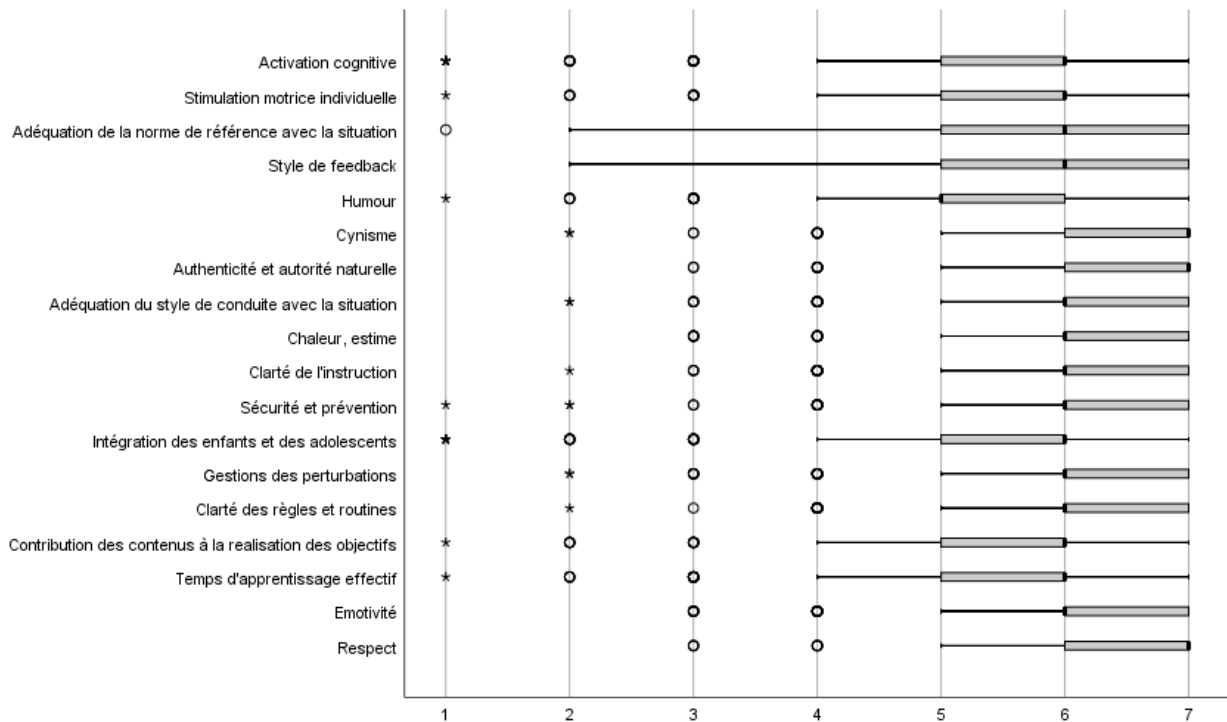 Activation cognitive
Stimulation motrice individuelle
Adéquation de la norme de référence avec la situation
Style de feedback
Humour
Cynisme
Authenticité et autorité naturelle
Adéquation du style de conduite avec la situation
Chaleur, estime
Clarté de l'instruction
Sécurité et prévention
Intégration des enfants et des adolescents
Gestions des perturbations
Clarté des règles et routines
Contribution des contenus à la realisation des objectifs
Temps d'apprentissage effectif
Emotivité
Respect
1 2 3 4 5 6 7